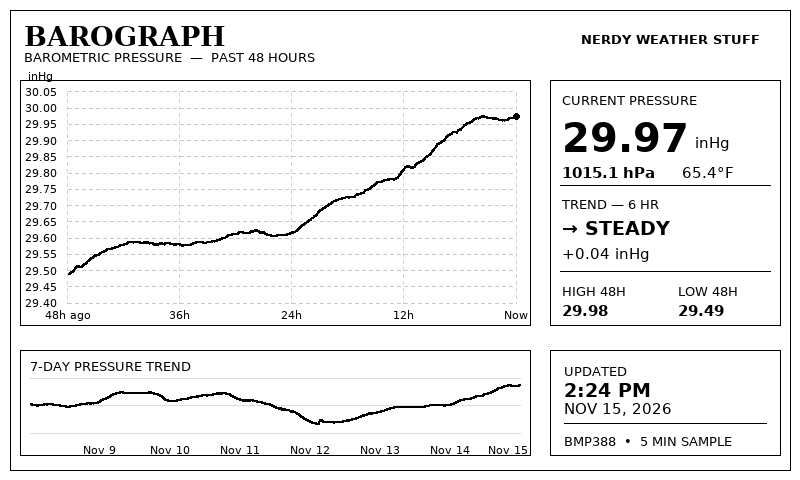 BAROGRAPH
BAROMETRIC PRESSURE — PAST 48 HOURS
NERDY WEATHER STUFF
inHg
30.05
30.00
29.95
29.90
29.85
29.80
29.75
29.70
29.65
29.60
29.55
29.50
29.45
29.40
48h ago 36h 24h 12h Now
CURRENT PRESSURE
29.97 inHg
1015.1 hPa 65.4°F
TREND — 6 HR
→ STEADY
+0.04 inHg
HIGH 48H LOW 48H
29.98 29.49
7-DAY PRESSURE TREND
Nov 9 Nov 10 Nov 11 Nov 12 Nov 13 Nov 14 Nov 15
UPDATED
2:24 PM
NOV 15, 2026
BMP388 • 5 MIN SAMPLE